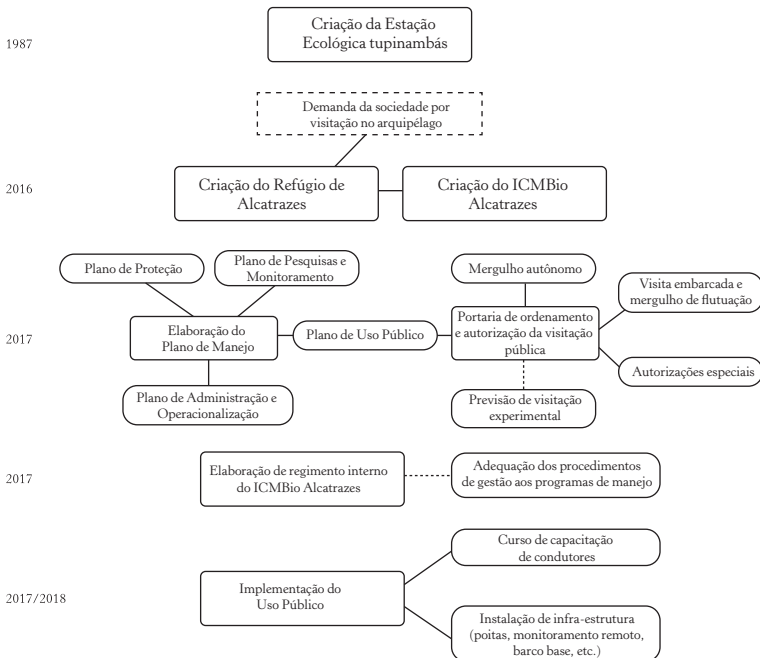 1987
Criação da Estação
Ecológica tupinambás
Demanda da sociedade por
visitação no arquipélago
2016
Criação do Refúgio de
Alcatrazes
Criação do ICMBio
Alcatrazes
Plano de Proteção
Plano de Pesquisas e
Monitoramento
Mergulho autônomo
Visita embarcada e
mergulho de flutuação
2017
Elaboração do
Plano de Manejo
Plano de Uso Público
Portaria de ordenamento
e autorização da visitação
pública
Autorizações especiais
Plano de Administração e
Operacionalização
Previsão de visitação
experimental
2017
Elaboração de regimento interno
do ICMBio Alcatrazes
Adequação dos procedimentos
de gestão aos programas de manejo
2017/2018
Implementação do
Uso Público
Curso de capacitação
de condutores
Instalação de infra-estrutura
(poitas, monitoramento remoto,
barco base, etc.)